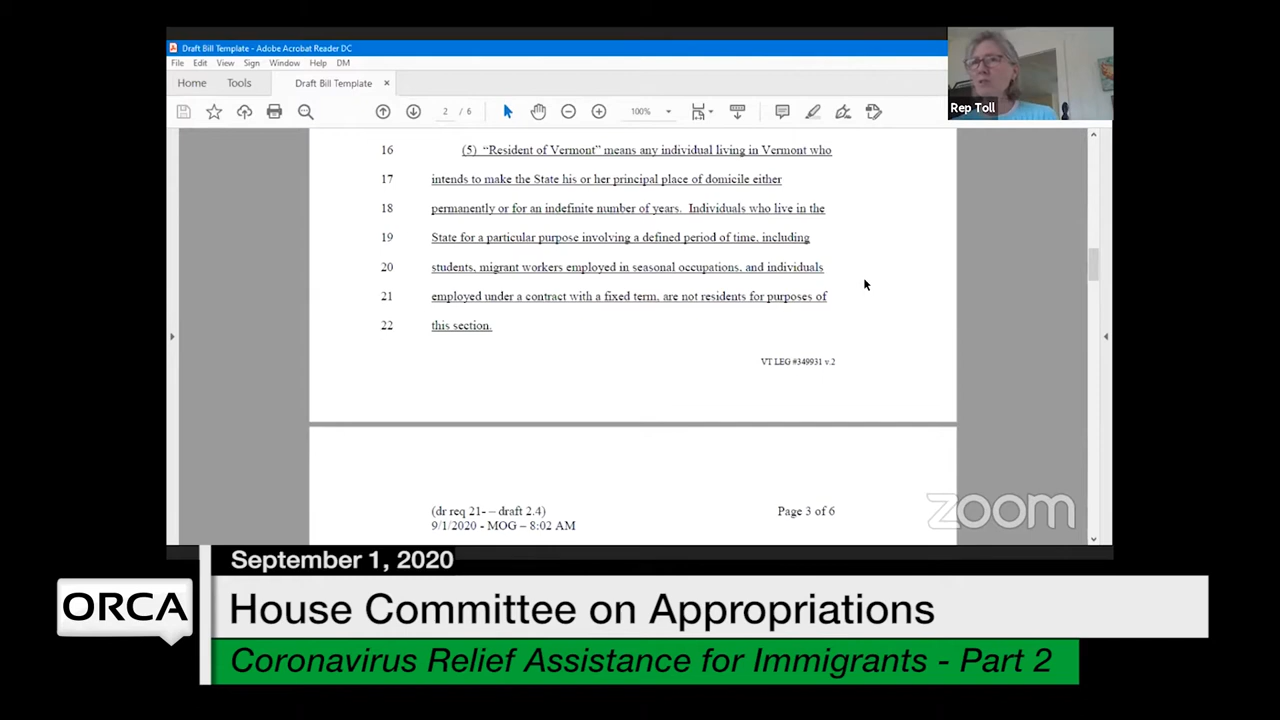 Draft Bill Template - Adobe Acrobat Reader DC
File Edit View Sign Window Help DM
Home Tools Draft Bill Template ×
2 / 6 100%
Rep Toll
16 (5) “Resident of Vermont” means any individual living in Vermont who
17 intends to make the State his or her principal place of domicile either
18 permanently or for an indefinite number of years. Individuals who live in the
19 State for a particular purpose involving a defined period of time, including
20 students, migrant workers employed in seasonal occupations, and individuals
21 employed under a contract with a fixed term, are not residents for purposes of
22 this section.
VT LEG #349931 v.2
(dr req 21- – draft 2.4) Page 3 of 6
9/1/2020 - MOG – 8:02 AM
zoom
September 1, 2020
ORCA
House Committee on Appropriations
Coronavirus Relief Assistance for Immigrants - Part 2